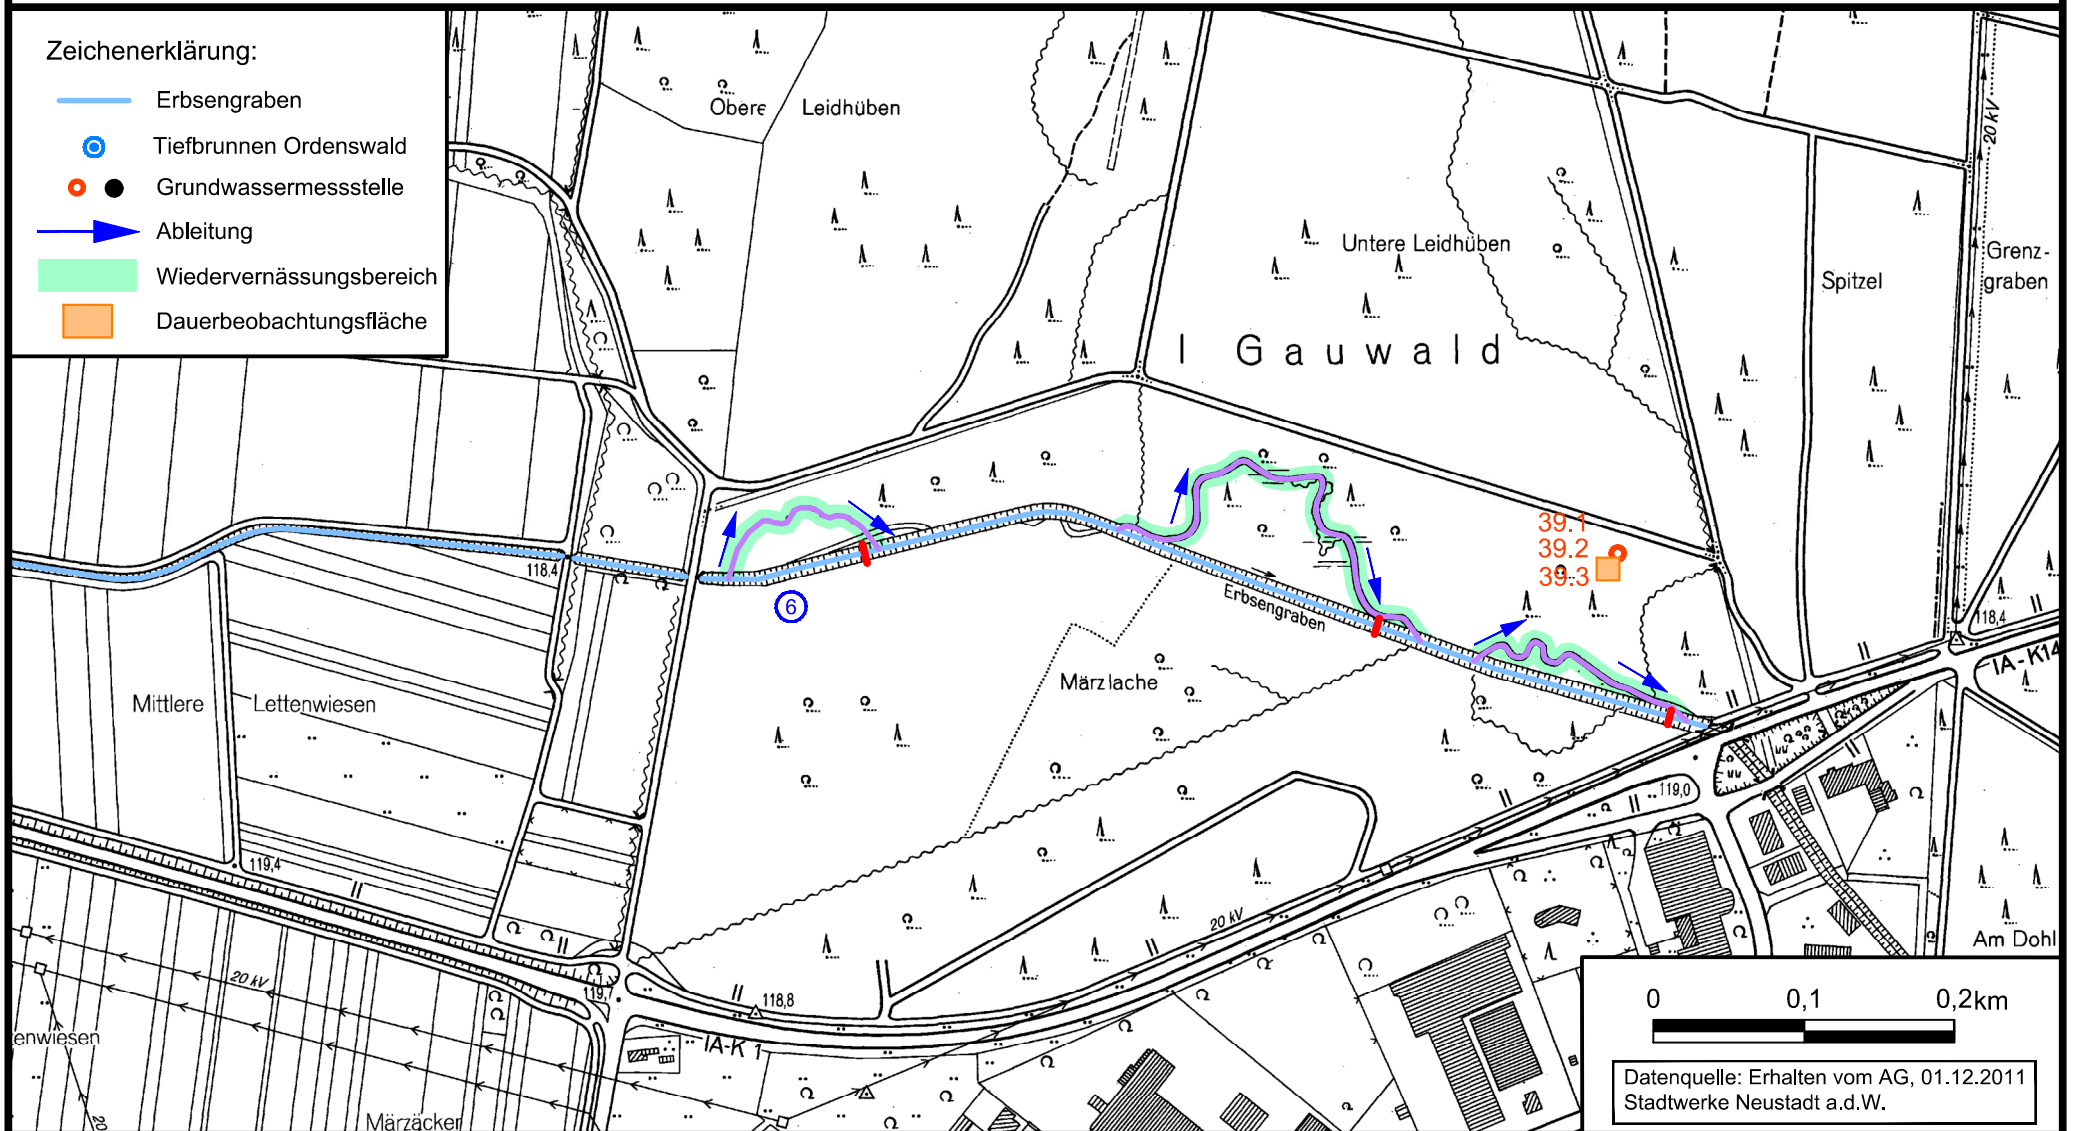 Zeichenerklärung:
Erbsengraben
Tiefbrunnen Ordenswald
Grundwassermessstelle
Ableitung
Wiedervernässungsbereich
Dauerbeobachtungsfläche
Obere Leidhüben
20 kV
Untere Leidhüben
Grenz-
graben
Spitzel
I Gauwald
39.1
39.2
39.3
118,4
6
Erbsengraben
118,4
IA-K14
Märzlache
Mittlere Lettenwiesen
119,0
119,4
20 kV
Am Dohl
20 kV
119,7
118,8
enwiesen
IA-K 1
20
Märzäcker
0 0,1 0,2km
Datenquelle: Erhalten vom AG, 01.12.2011
Stadtwerke Neustadt a.d.W.